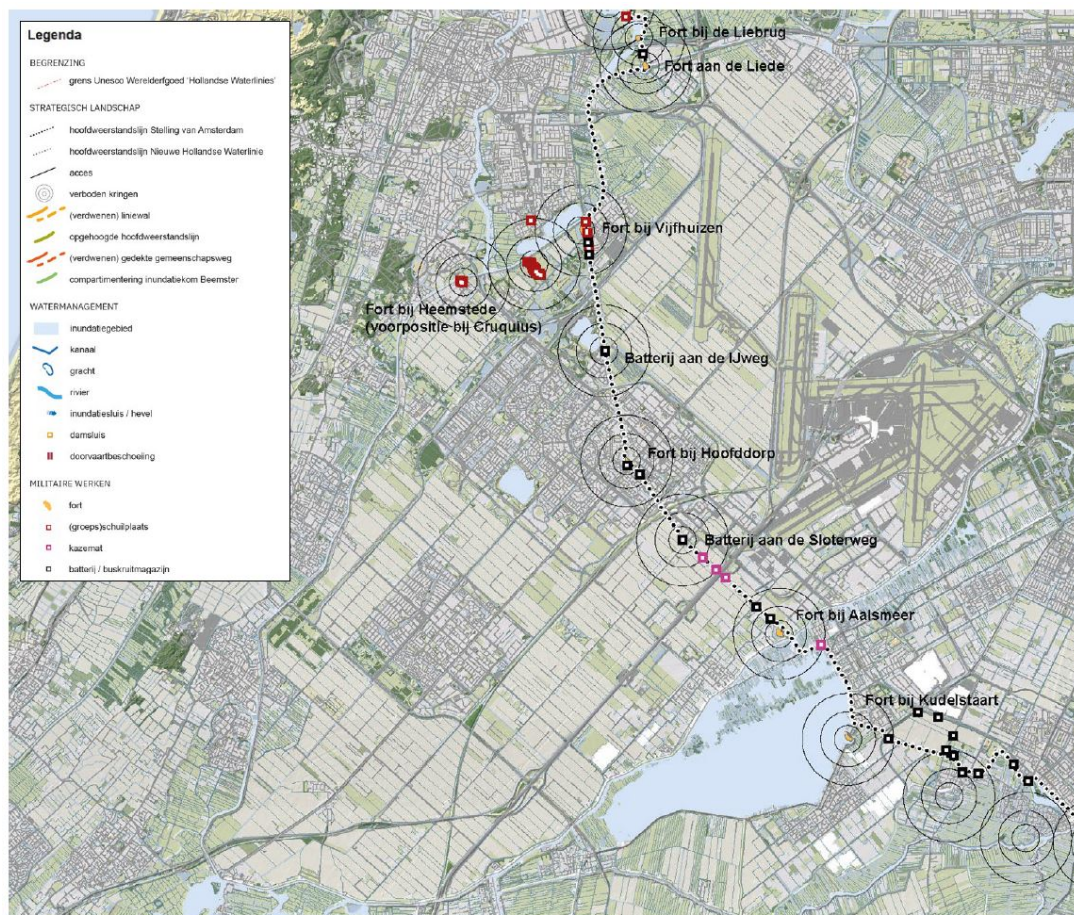 Legenda
BEGRENZING
grens Unesco Werelderfgoed 'Hollandse Waterlinies'
STRATEGISCH LANDSCHAP
hoofdweerstandslijn Stelling van Amsterdam
hoofdweerstandslijn Nieuwe Hollandse Waterlinie
acces
verboden kringen
(verdwenen) liniewal
opgehoogde hoofdweerstandslijn
(verdwenen) gedekte gemeenschapsweg
compartimentering inundatiekom Beemster
WATERMANAGEMENT
inundatiegebied
kanaal
gracht
rivier
inundatiesluis / hevel
damsluis
doorvaartbeschoeiing
MILITAIRE WERKEN
fort
(groeps)schuilplaats
kazemat
batterij / buskruitmagazijn
Fort bij de Liebrug
Fort aan de Liede
Fort bij Vijfhuizen
Fort bij Heemstede
(voorpositie bij Cruquius)
Batterij aan de IJweg
Fort bij Hoofddorp
Batterij aan de Sloterweg
Fort bij Aalsmeer
Fort bij Kudelstaart